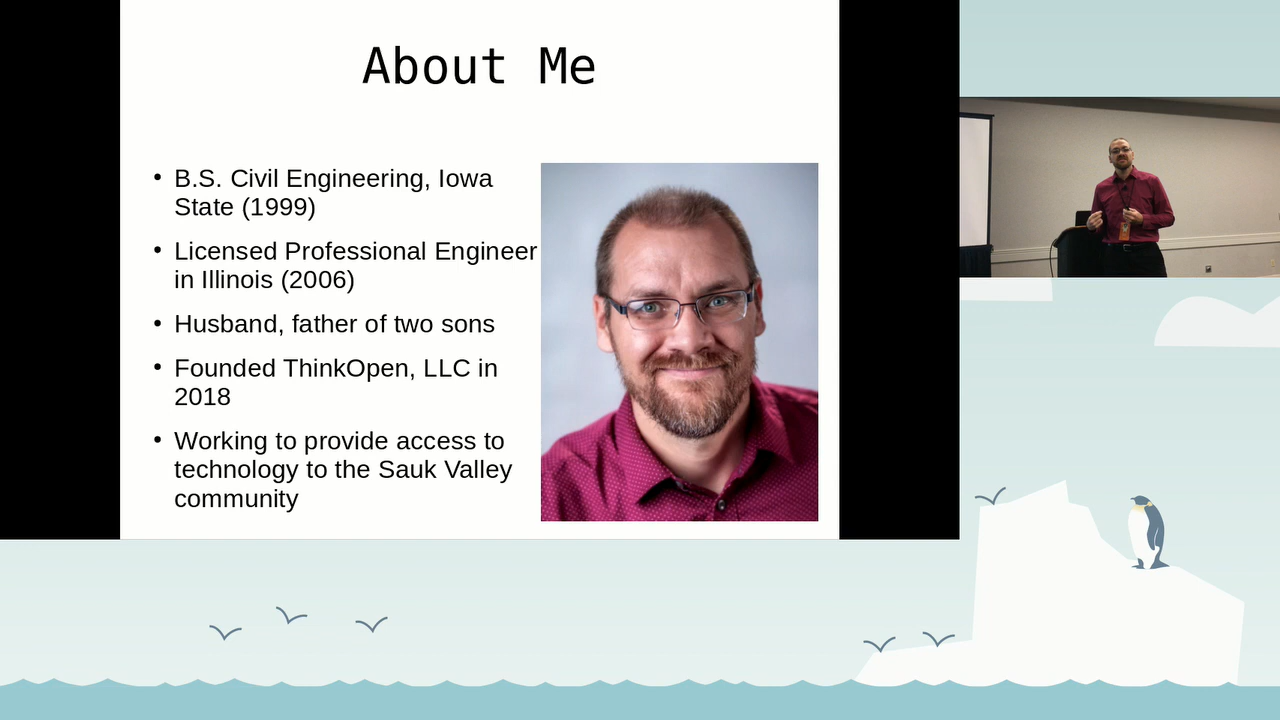 About Me
• B.S. Civil Engineering, Iowa
State (1999)
• Licensed Professional Engineer
in Illinois (2006)
• Husband, father of two sons
• Founded ThinkOpen, LLC in
2018
• Working to provide access to
technology to the Sauk Valley
community